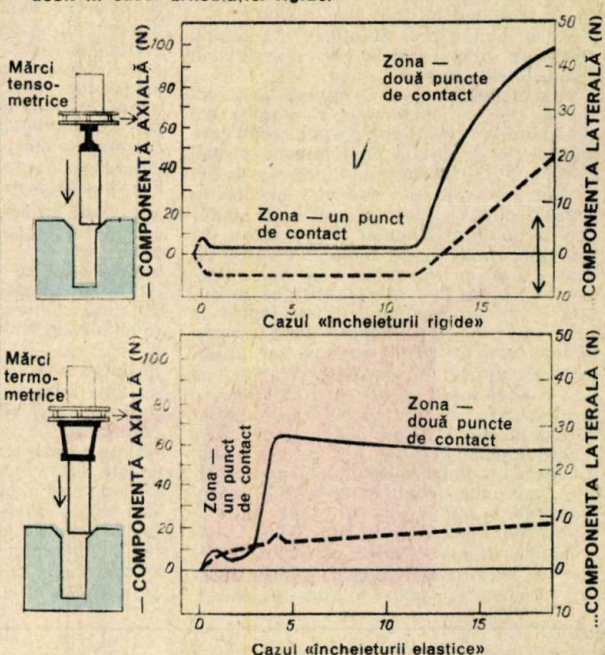 Mărci
tenso-
metrice
— COMPONENTĂ AXIALĂ (N)
100
80
60
40
20
0
Zona —
două puncte
de contact
Zona — un punct
de contact
50
40
30
20
10
0
10
...COMPONENTA LATERALĂ (N)
0
5
10
15
Cazul «încheieturii rigide»
Mărci
termo-
metrice
— COMPONENTĂ AXIALĂ (N)
100
80
60
40
20
0
Zona —
un punct
de contact
Zona —
două puncte
de contact
50
40
30
20
10
0
10
...COMPONENTA LATERALĂ (N)
0
5
10
15
Cazul «încheieturii elastice»